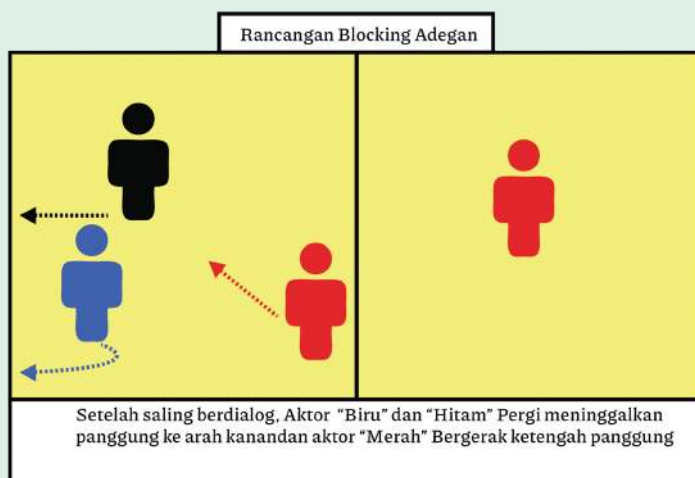 Rancangan Blocking Adegan
Setelah saling berdialog, Aktor “Biru” dan “Hitam” Pergi meninggalkan
panggung ke arah kanandan aktor “Merah” Bergerak ketengah panggung